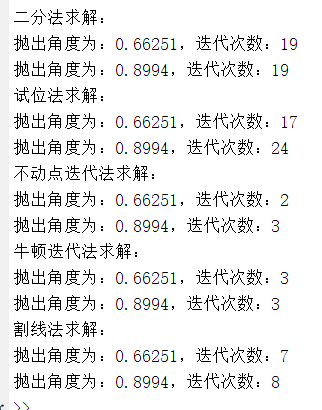 二分法求解：
抛出角度为：0.66251，迭代次数：19
抛出角度为：0.8994，迭代次数：19
试位法求解：
抛出角度为：0.66251，迭代次数：17
抛出角度为：0.8994，迭代次数：24
不动点迭代法求解：
抛出角度为：0.66251，迭代次数：2
抛出角度为：0.8994，迭代次数：3
牛顿迭代法求解：
抛出角度为：0.66251，迭代次数：3
抛出角度为：0.8994，迭代次数：3
割线法求解：
抛出角度为：0.66251，迭代次数：7
抛出角度为：0.8994，迭代次数：8
>>